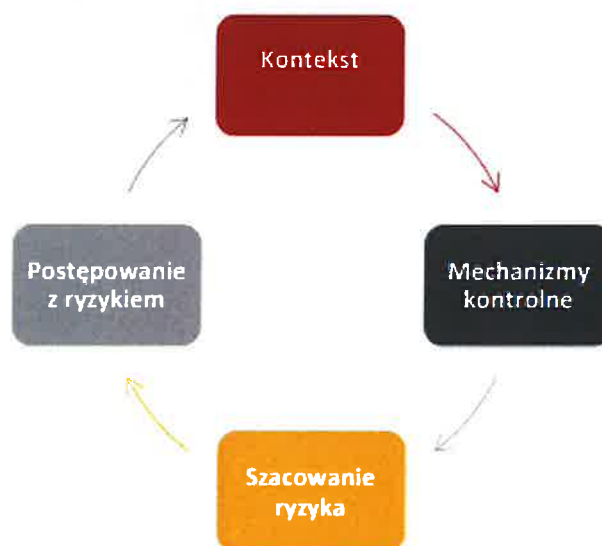 Kontekst
Mechanizmy
kontrolne
Szacowanie
ryzyka
Postępowanie
z ryzykiem